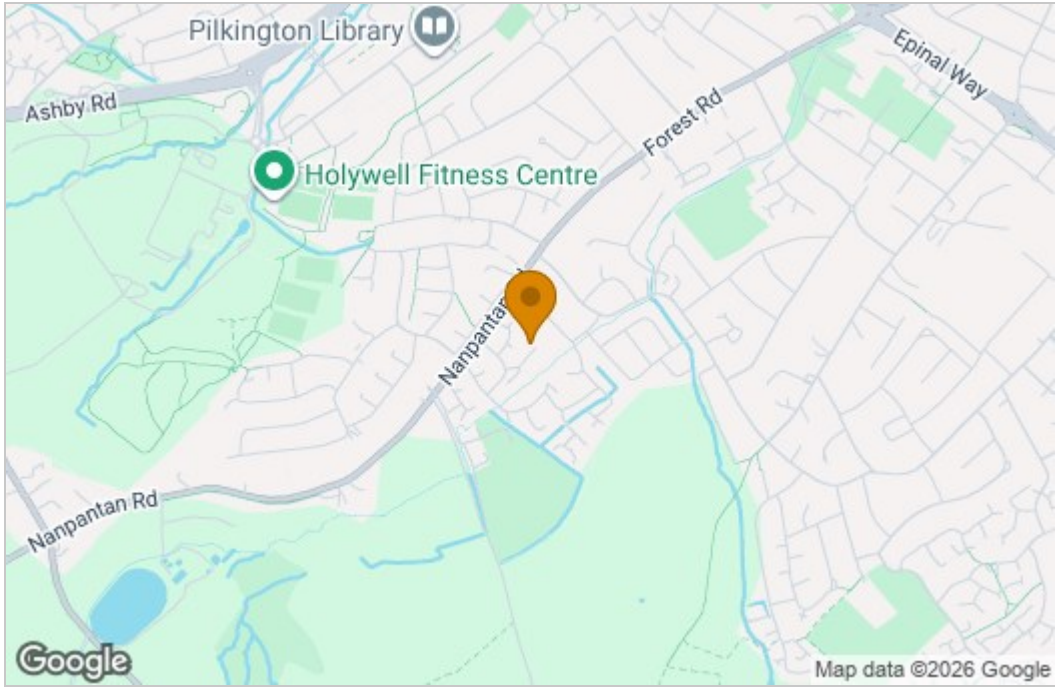 Pilkington Library
Epinal Way
Ashby Rd
Forest Rd
Holywell Fitness Centre
Nanpantan
Nanpantan Rd
Google
Map data ©2026 Google